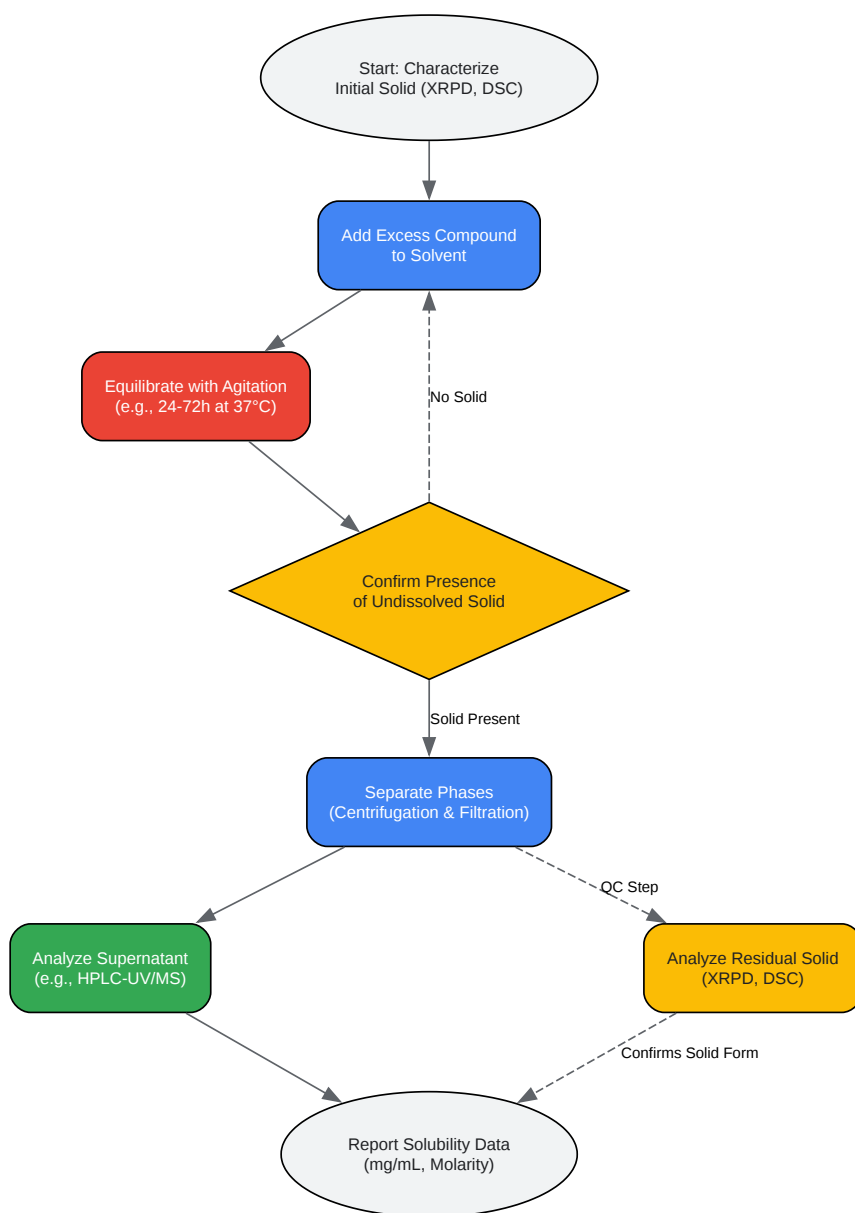 Start: Characterize
Initial Solid (XRPD, DSC)
Add Excess Compound
to Solvent
Equilibrate with Agitation
(e.g., 24-72h at 37°C)
No Solid
Confirm Presence
of Undissolved Solid
Solid Present
Separate Phases
(Centrifugation & Filtration)
QC Step
Analyze Supernatant
(e.g., HPLC-UV/MS)
Analyze Residual Solid
(XRPD, DSC)
Confirms Solid Form
Report Solubility Data
(mg/mL, Molarity)